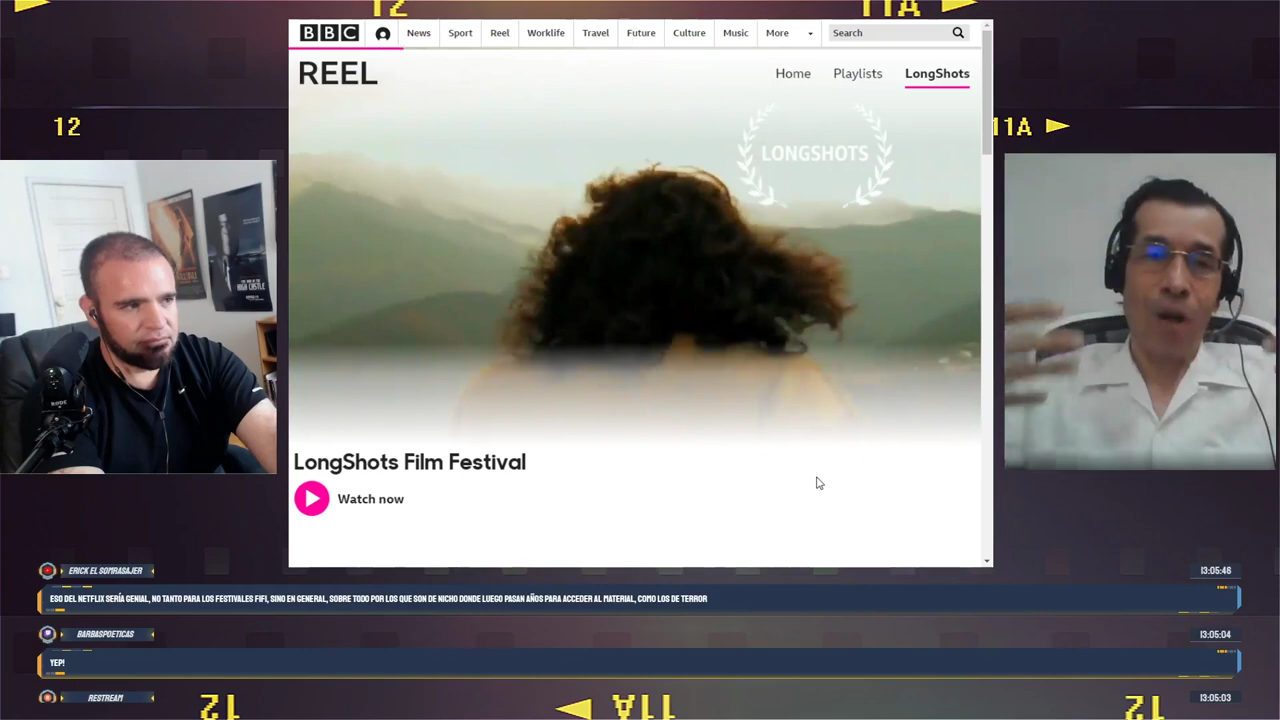 12
11A
BBC
News
Sport
Reel
Worklife
Travel
Future
Culture
Music
More
Search
REEL
Home
Playlists
LongShots
12
11A
LONGSHOTS
HIGH CASTLE
RØDE
LongShots Film Festival
Watch now
ERICK EL SOMRASAJER
13:05:46
ESO DEL NETFLIX SERÍA GENIAL, NO TANTO PARA LOS FESTIVALES FIFI, SINO EN GENERAL, SOBRE TODO POR LOS QUE SON DE NICHO DONDE LUEGO PASAN AÑOS PARA ACCEDER AL MATERIAL, COMO LOS DE TERROR
BARBASPOETICAS
13:05:04
YEP!
RESTREAM
13:05:03
12
11A
12